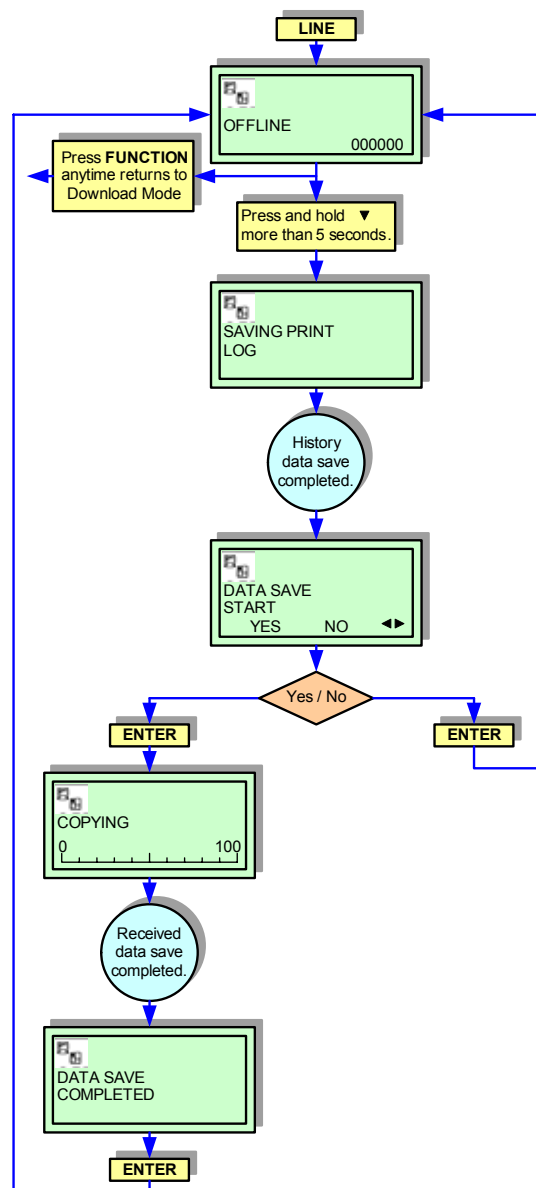 LINE
OFFLINE
000000
Press FUNCTION
anytime returns to
Download Mode
Press and hold ▼
more than 5 seconds.
SAVING PRINT
LOG
History
data save
completed.
DATA SAVE
START
YES NO ◄►
Yes / No
ENTER
ENTER
COPYING
0 100
Received
data save
completed.
DATA SAVE
COMPLETED
ENTER